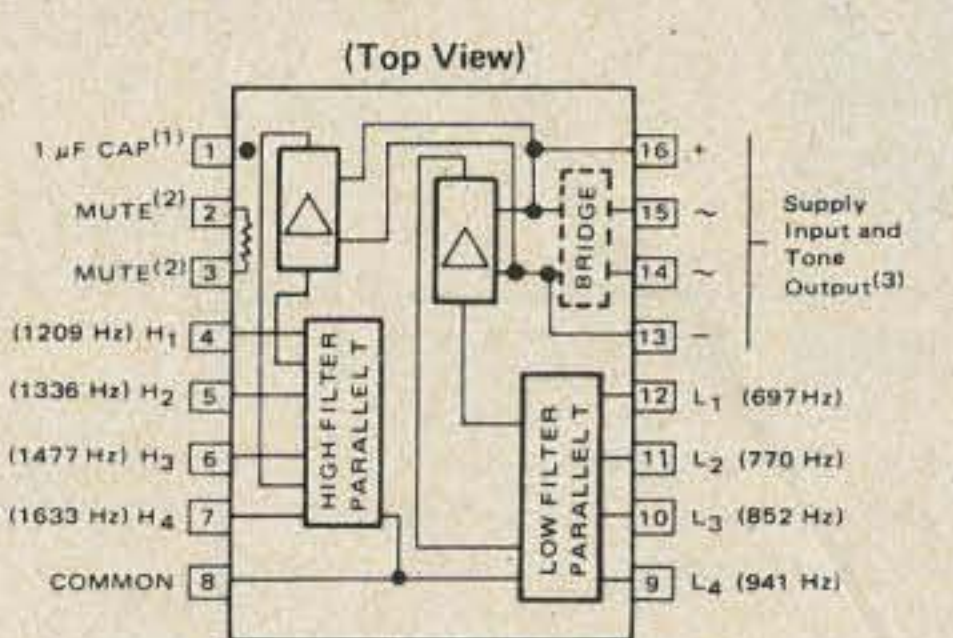 (Top View)
1 μF CAP(1) 1
MUTE(2) 2
MUTE(2) 3
(1209 Hz) H1 4
(1336 Hz) H2 5
(1477 Hz) H3 6
(1633 Hz) H4 7
COMMON 8
HIGH FILTER
PARALLEL T
BRIDGE
LOW FILTER
PARALLEL T
16 +
15 ~
14 ~
13 −
Supply
Input and
Tone
Output(3)
12 L1 (697Hz)
11 L2 (770 Hz)
10 L3 (852 Hz)
9 L4 (941 Hz)